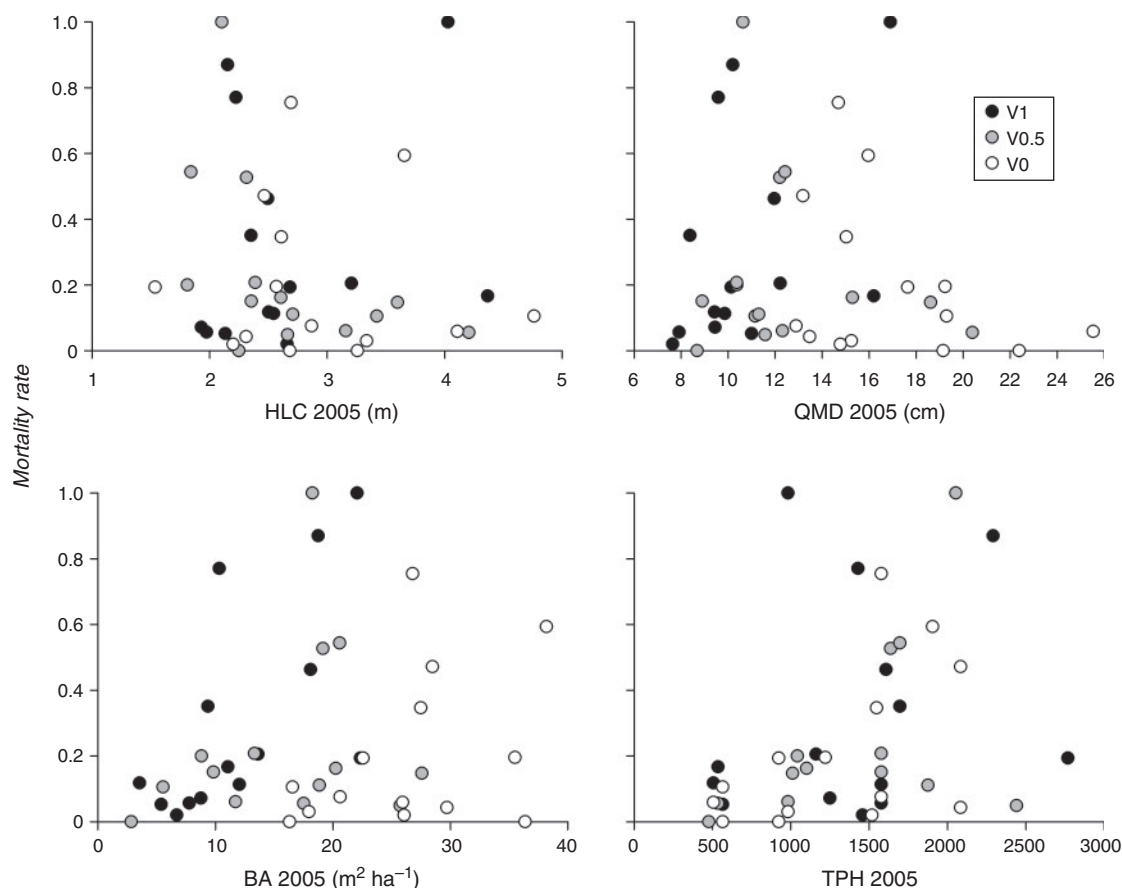 1.0
0.8
0.6
0.4
0.2
0
1 2 3 4 5
HLC 2005 (m)
6 8 10 12 14 16 18 20 22 24 26
QMD 2005 (cm)
V1
V0.5
V0
Mortality rate
1.0
0.8
0.6
0.4
0.2
0
0 10 20 30 40
BA 2005 (m² ha⁻¹)
0 500 1000 1500 2000 2500 3000
TPH 2005